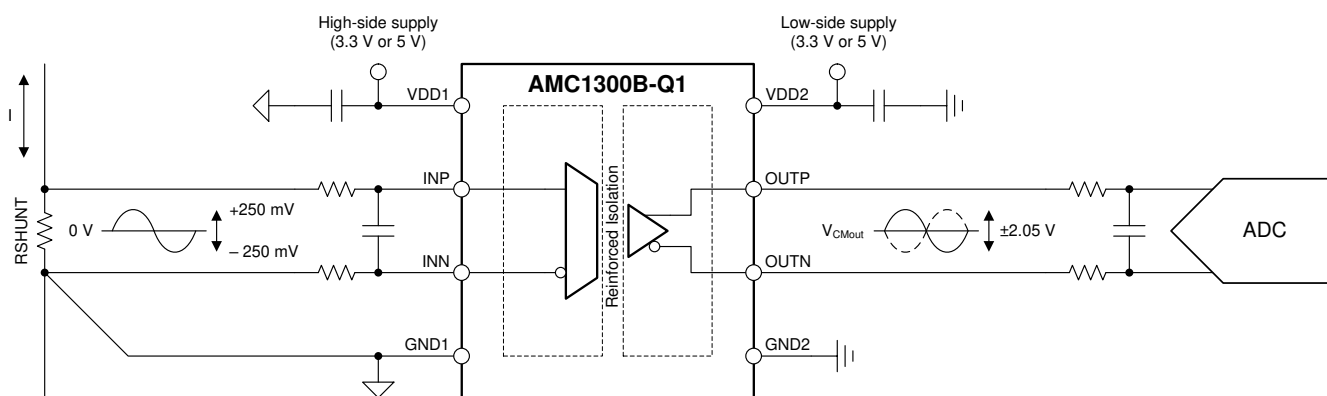 High-side supply
(3.3 V or 5 V)
Low-side supply
(3.3 V or 5 V)
AMC1300B-Q1
VDD1
VDD2
I
INP
OUTP
RSHUNT
0 V
+250 mV
– 250 mV
Reinforced Isolation
VCMout
±2.05 V
ADC
INN
OUTN
GND1
GND2